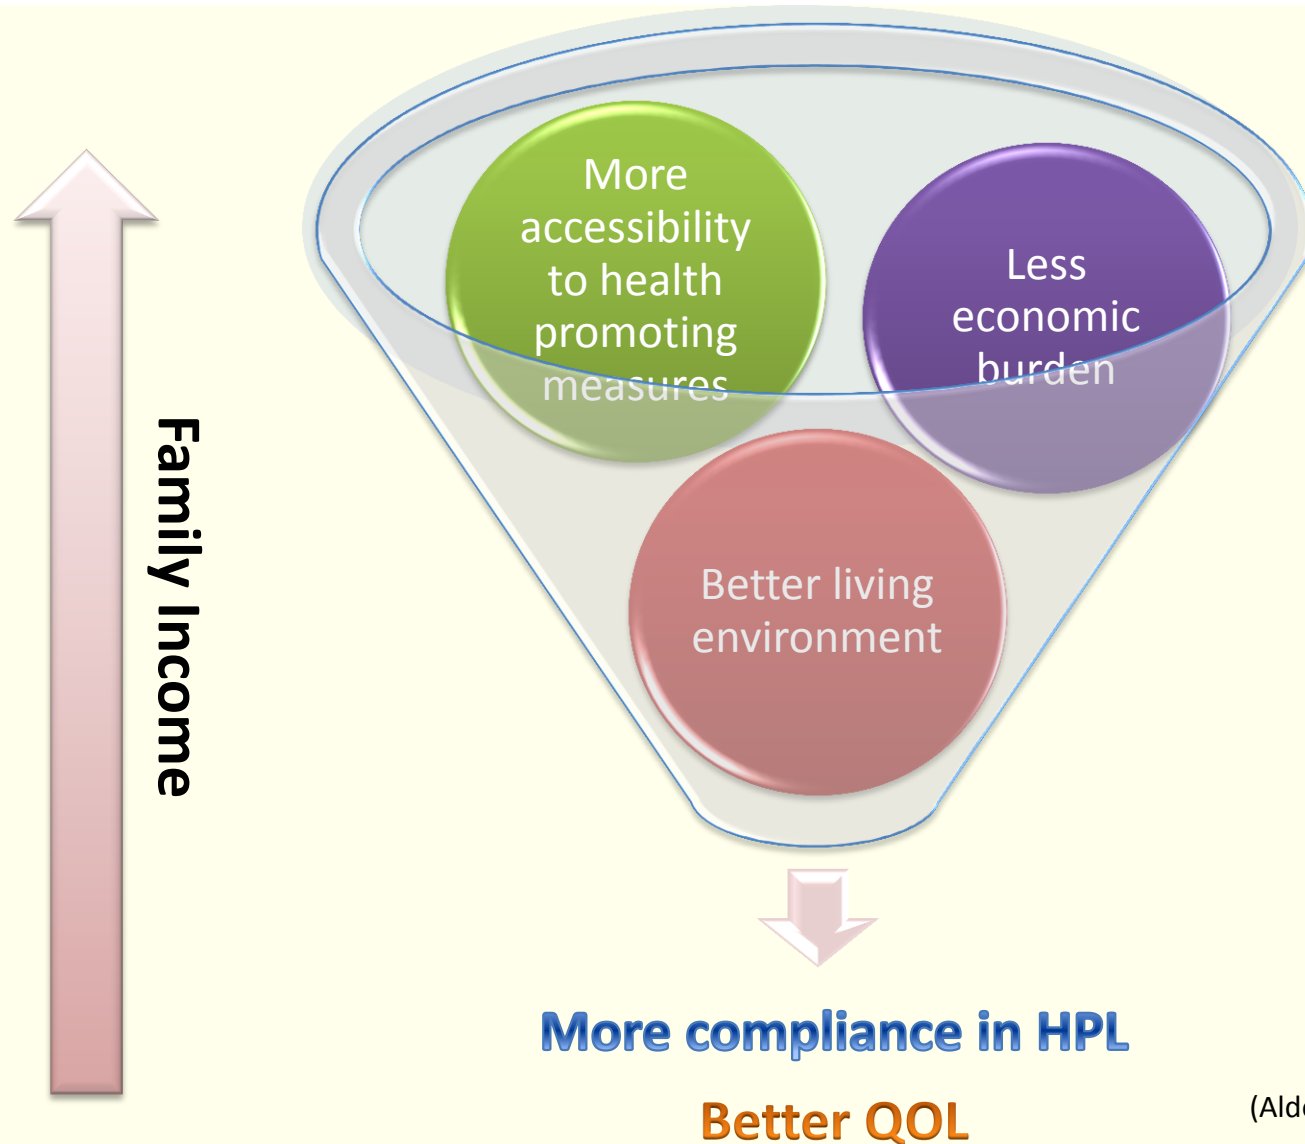 Family Income
More
accessibility
to health
promoting
measures
Less
economic
burden
Better living
environment
More compliance in HPL
Better QOL